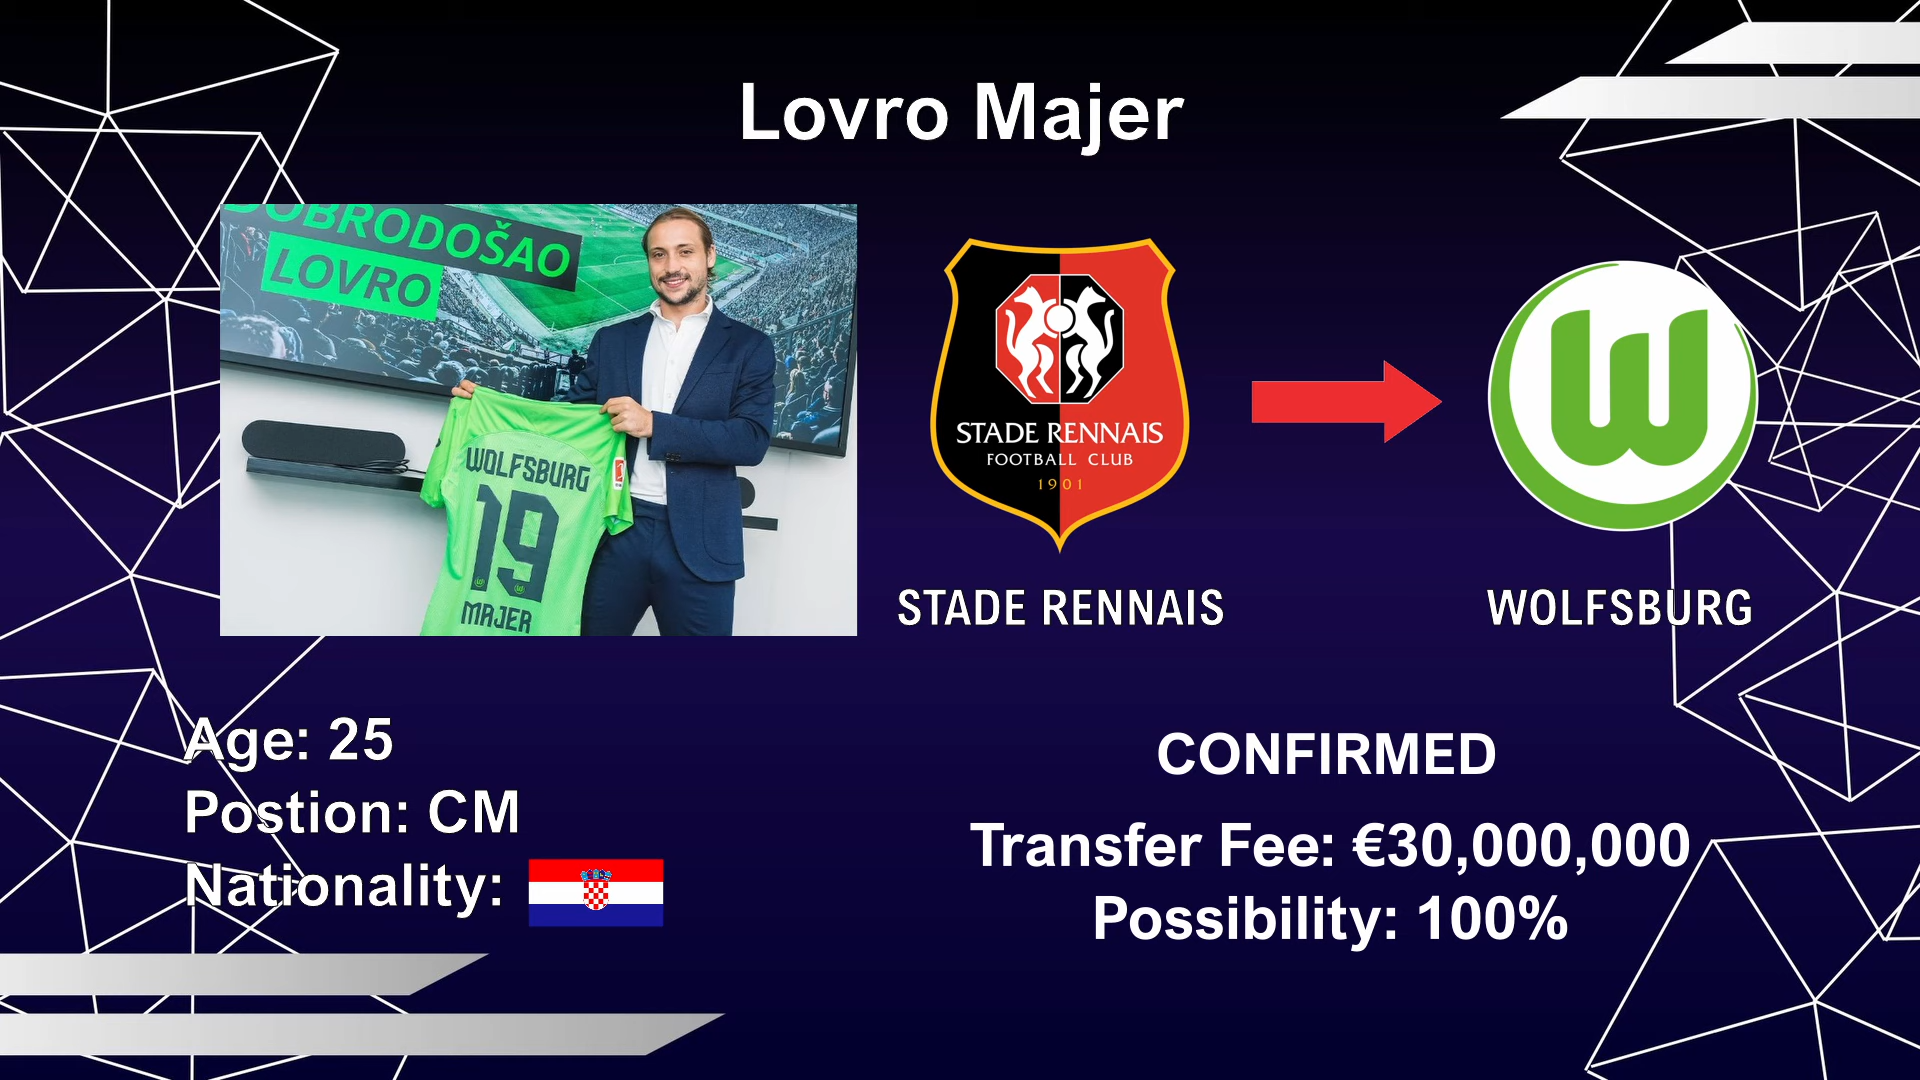 Lovro Majer
DOBRODOŠAO
LOVRO
WOLFSBURG
19
MAJER
STADE RENNAIS
FOOTBALL CLUB
1901
W
STADE RENNAIS
WOLFSBURG
Age: 25
Postion: CM
Nationality:
CONFIRMED
Transfer Fee: €30,000,000
Possibility: 100%